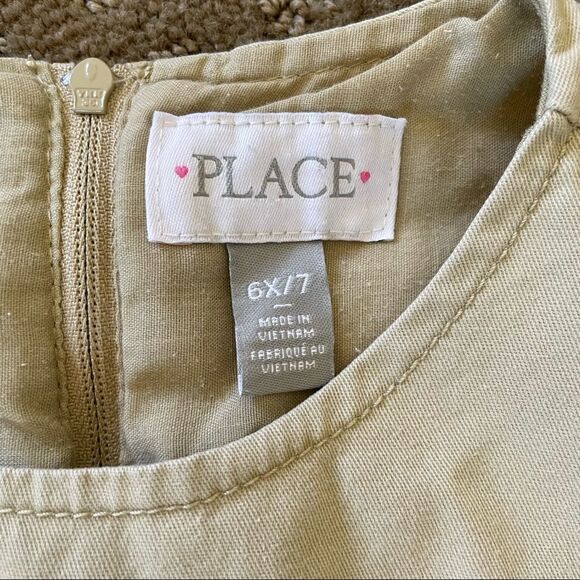 PLACE
6X/7
MADE IN
VIETNAM
FABRIQUÉ AU
VIETNAM